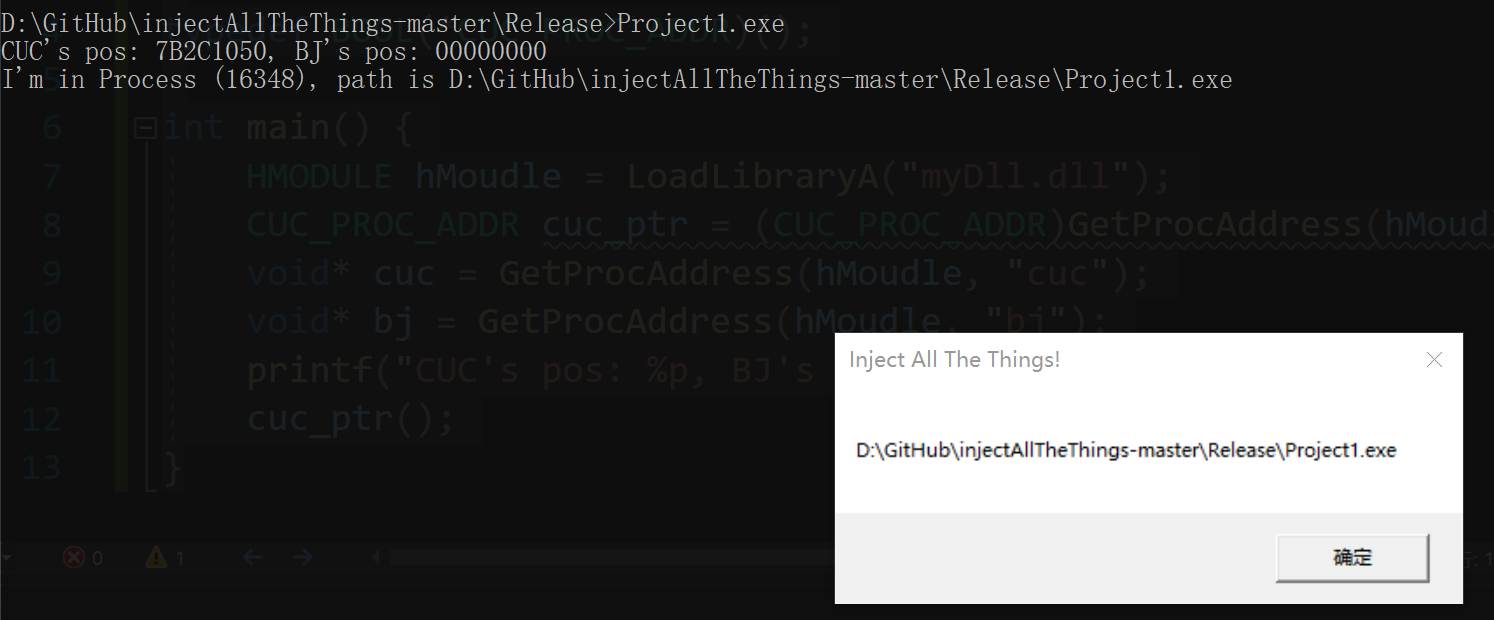 D:\GitHub\injectAllTheThings-master\Release>Project1.exe
CUC's pos: 7B2C1050, BJ's pos: 00000000
I'm in Process (16348), path is D:\GitHub\injectAllTheThings-master\Release\Project1.exe
6 int main() {
7 HMODULE hMoudle = LoadLibraryA("myDll.dll");
8 CUC_PROC_ADDR cuc_ptr = (CUC_PROC_ADDR)GetProcAddress(hMoud
9 void* cuc = GetProcAddress(hMoudle, "cuc");
10 void* bj = GetProcAddress(hMoudle, "bj");
11 printf("CUC's pos: %p, BJ's
12 cuc_ptr();
13 }
0 1
Inject All The Things!
D:\GitHub\injectAllTheThings-master\Release\Project1.exe
确定